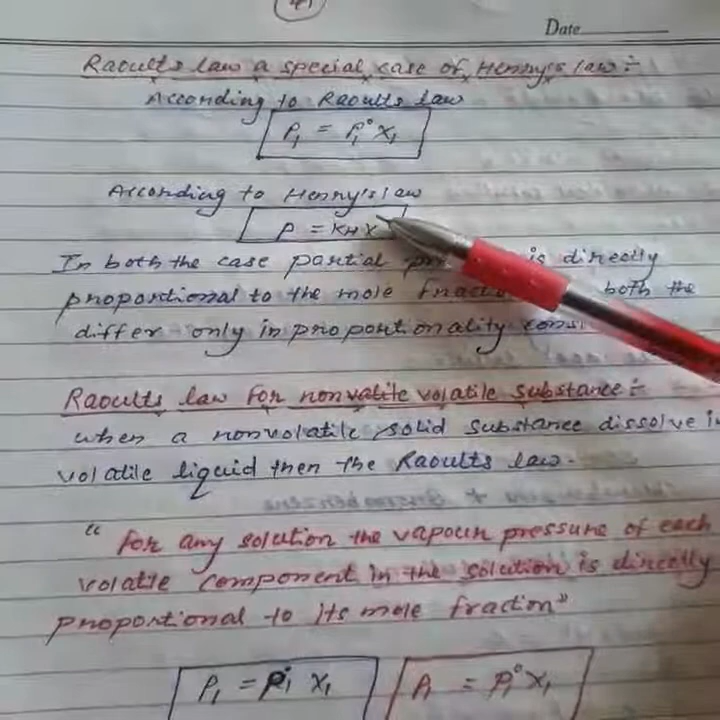 Date
Raoults law a special case of Henry's law ÷
According to Raoults law
P₁ = P₁° X₁
According to Henry's law
P = KH X
In both the case partial is directly
proportional to the mole both the
differ only in proportionality
Raoults law for nonvalite volatile substance ÷
when a nonvolatile solid substance dissolve
volatile liquid then the Raoults law.
" for any solution the vapour pressure of each
volatile component in the solution is directly
proportional to its mole fraction"
P₁ = P₁° X₁
P₁ = P₁° X₁